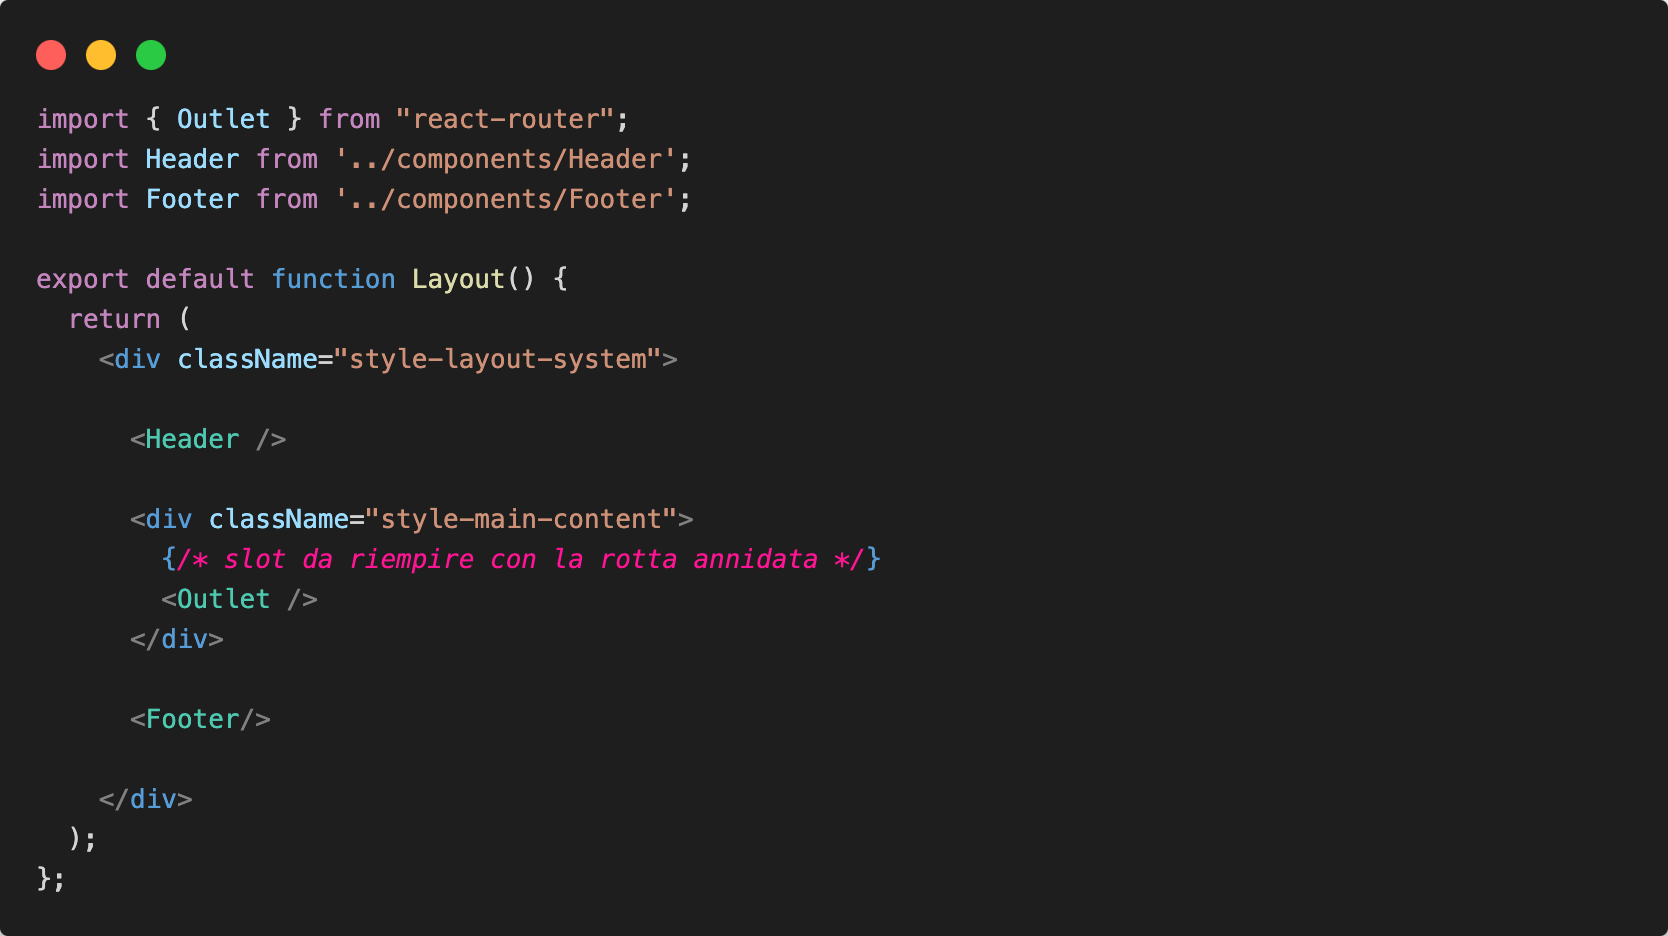 import { Outlet } from "react-router";
import Header from '../components/Header';
import Footer from '../components/Footer';

export default function Layout() {
  return (
    <div className="style-layout-system">

      <Header />

      <div className="style-main-content">
        {/* slot da riempire con la rotta annidata */}
        <Outlet />
      </div>

      <Footer/>

    </div>
  );
};